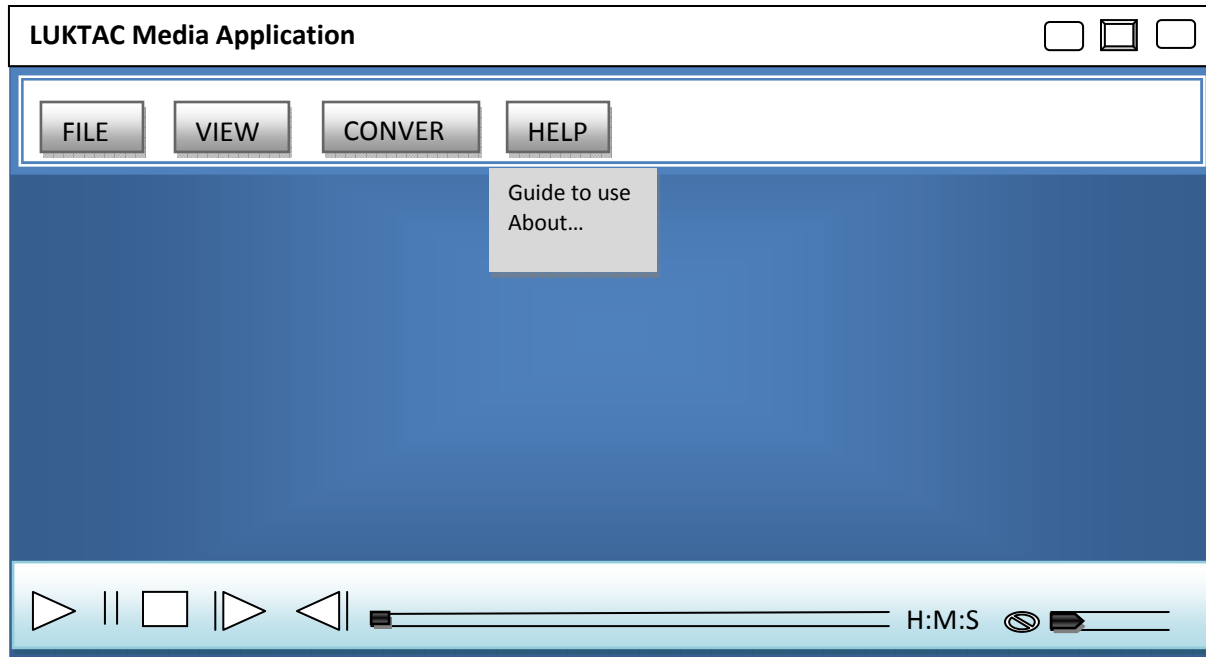 LUKTAC Media Application
FILE VIEW CONVER HELP
Guide to use
About...
H:M:S